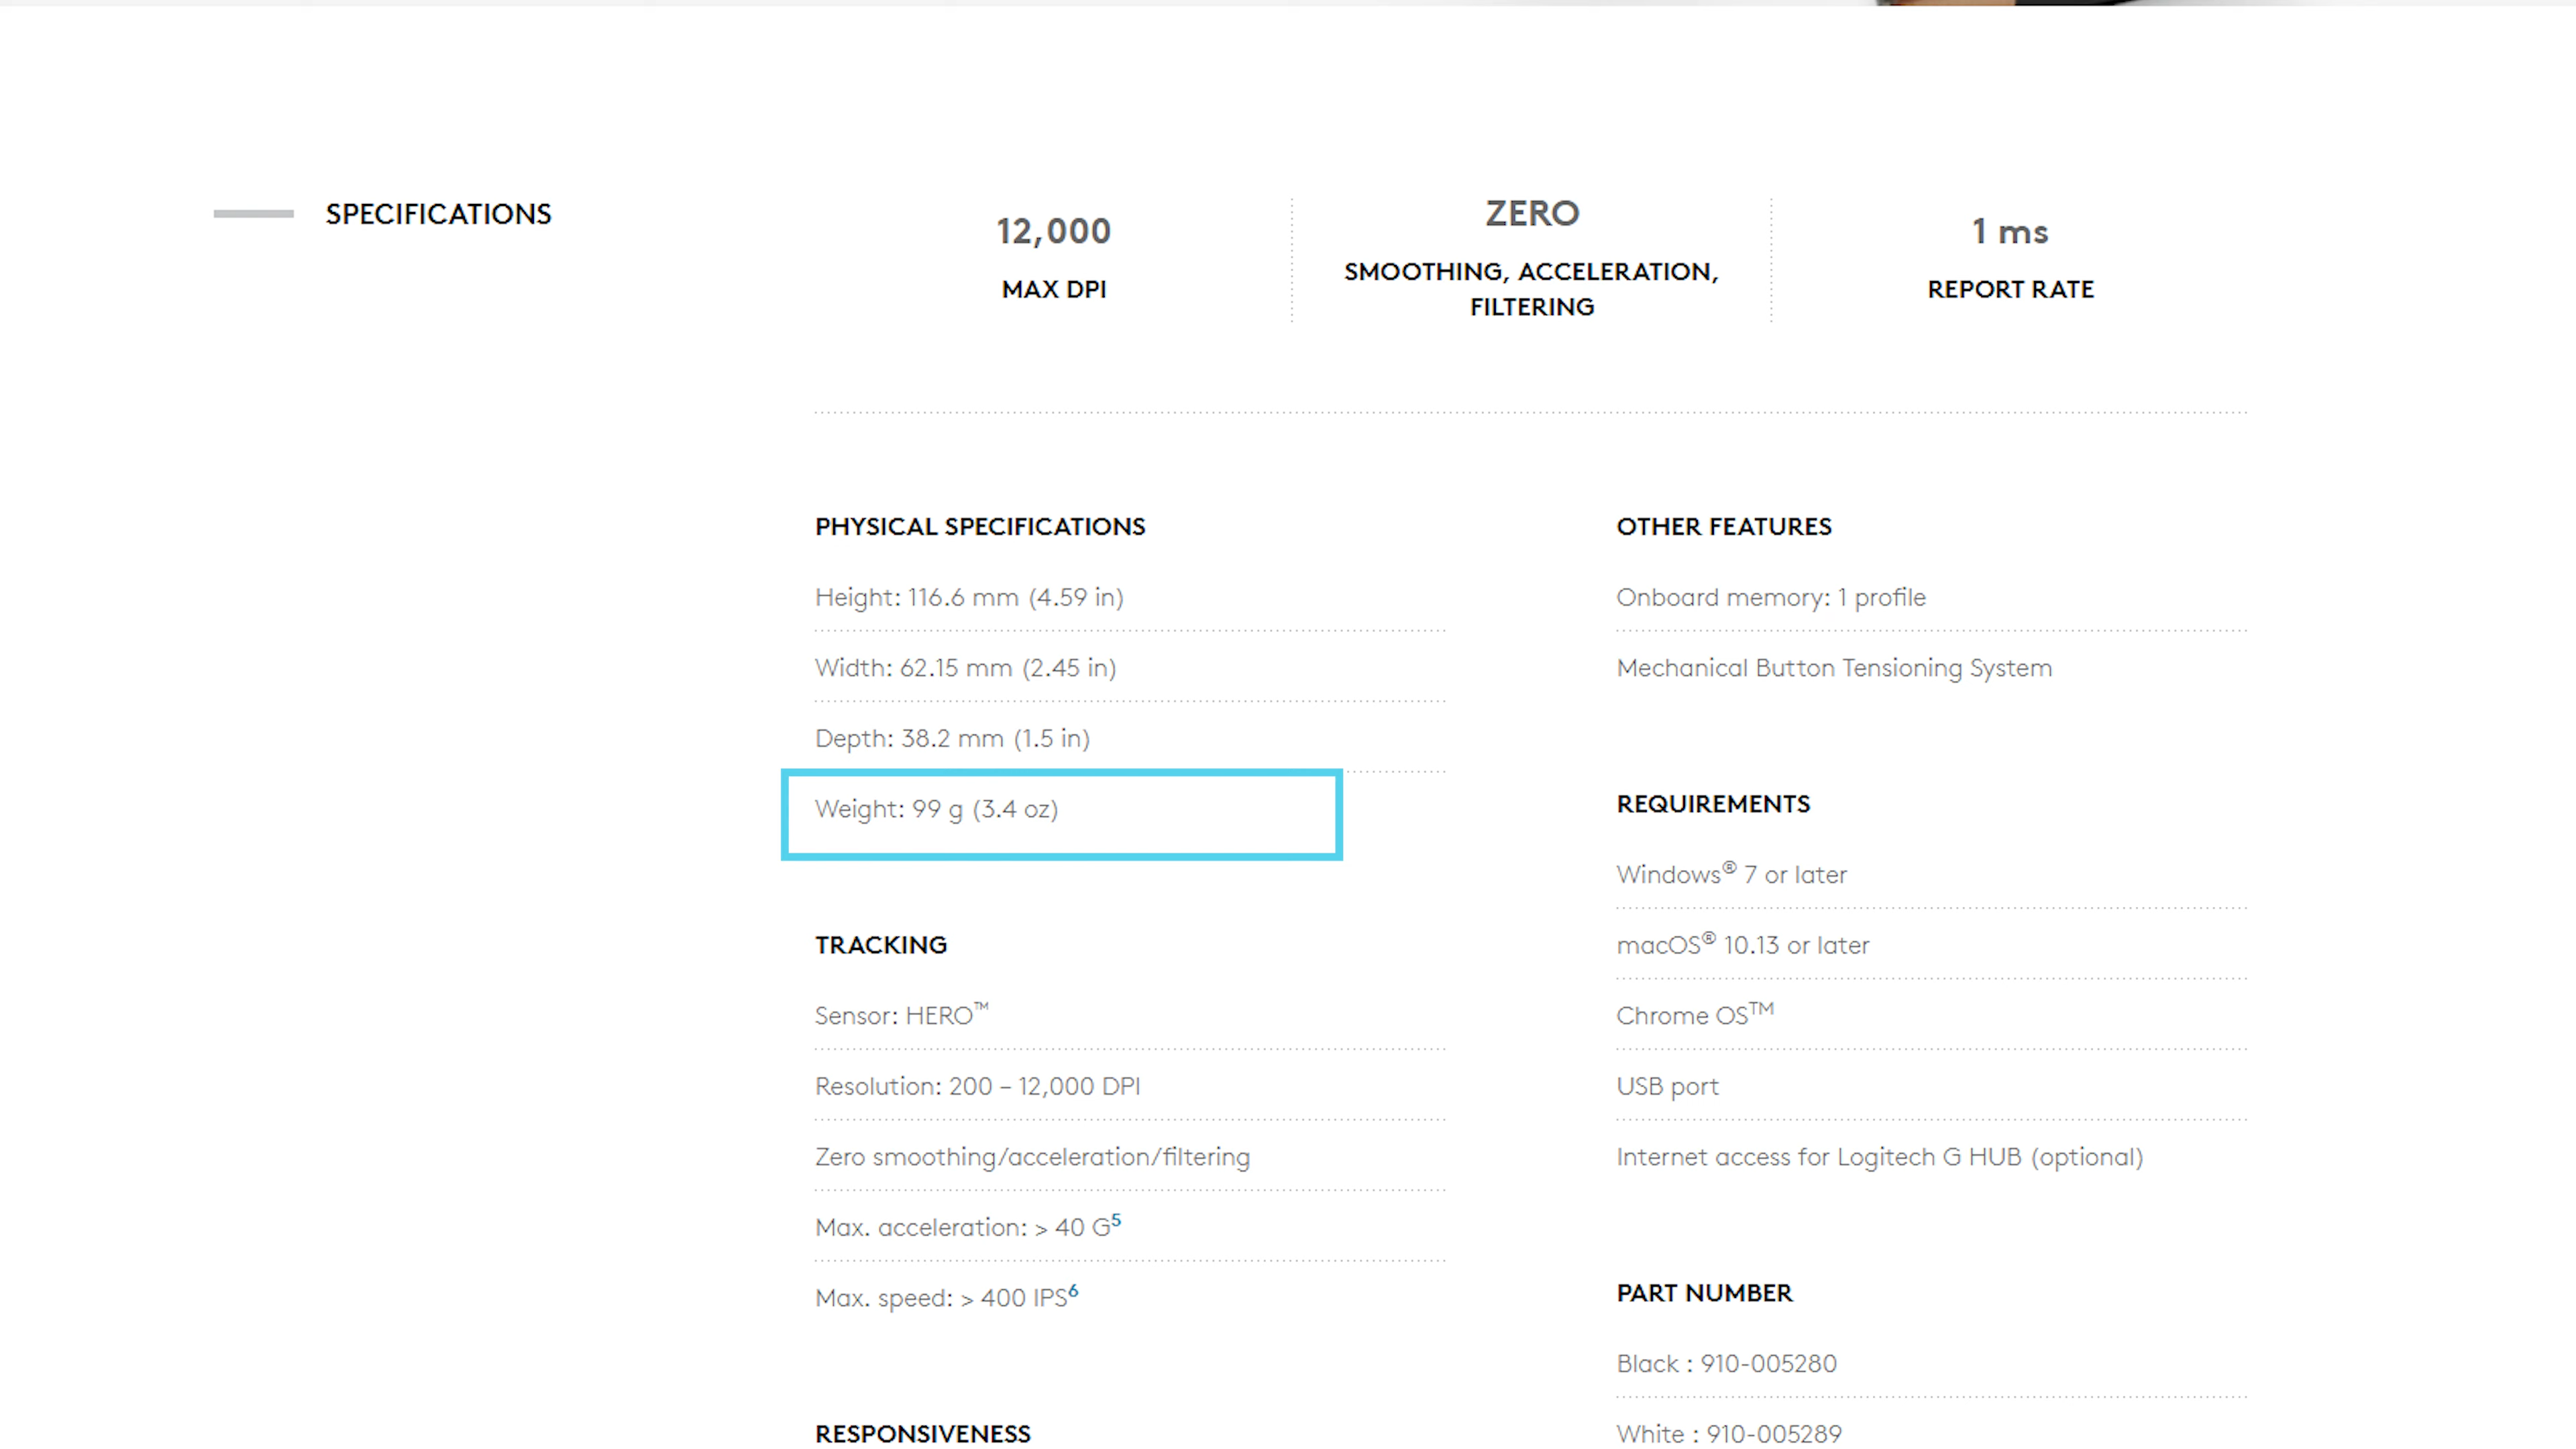 SPECIFICATIONS
12,000
MAX DPI
ZERO
SMOOTHING, ACCELERATION,
FILTERING
1 ms
REPORT RATE
PHYSICAL SPECIFICATIONS
Height: 116.6 mm (4.59 in)
Width: 62.15 mm (2.45 in)
Depth: 38.2 mm (1.5 in)
Weight: 99 g (3.4 oz)
TRACKING
Sensor: HERO™
Resolution: 200 – 12,000 DPI
Zero smoothing/acceleration/filtering
Max. acceleration: > 40 G⁵
Max. speed: > 400 IPS⁶
RESPONSIVENESS
OTHER FEATURES
Onboard memory: 1 profile
Mechanical Button Tensioning System
REQUIREMENTS
Windows® 7 or later
macOS® 10.13 or later
Chrome OS™
USB port
Internet access for Logitech G HUB (optional)
PART NUMBER
Black : 910-005280
White : 910-005289